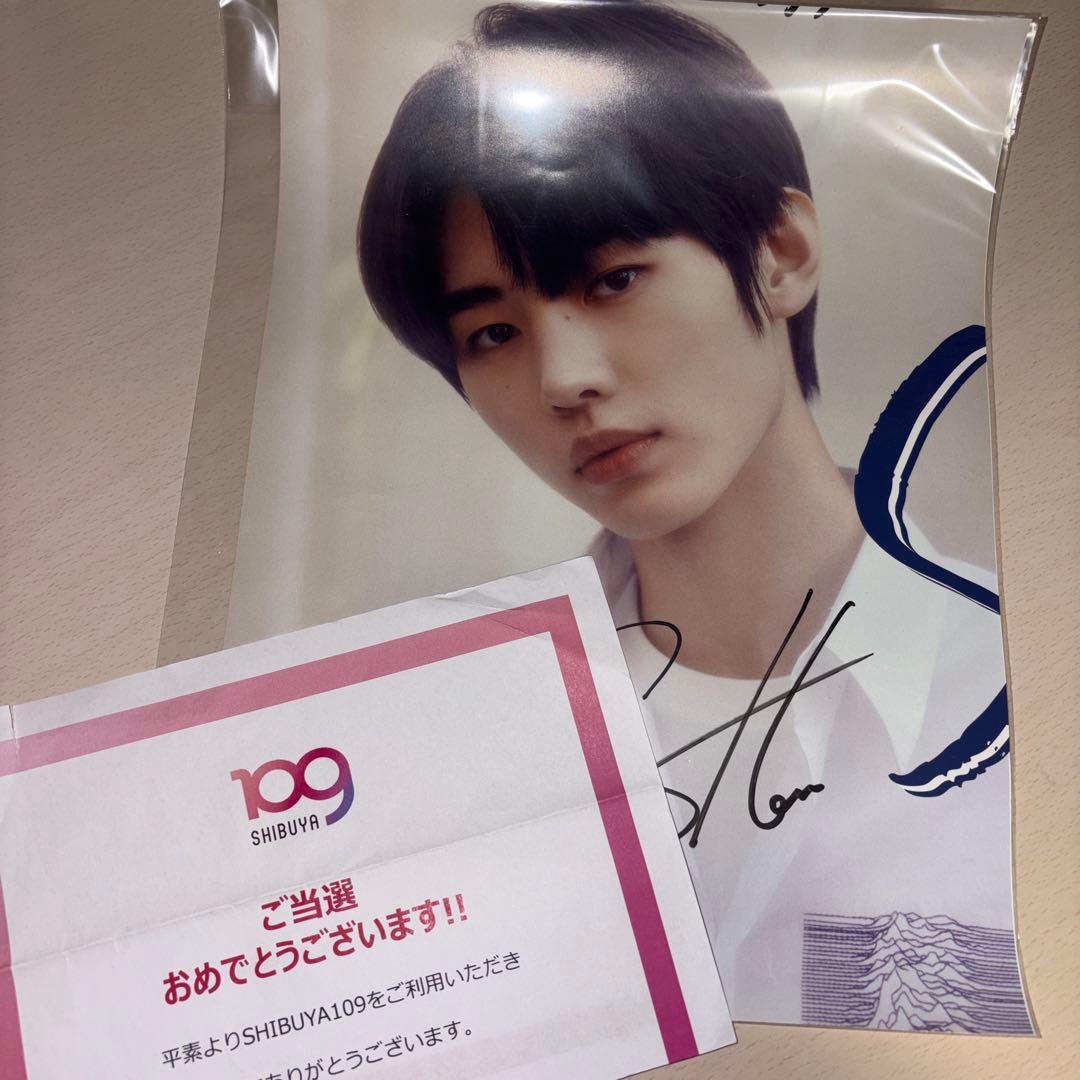 109
SHIBUYA
ご当選
おめでとうございます!!
平素よりSHIBUYA109をご利用いただき
ありがとうございます。